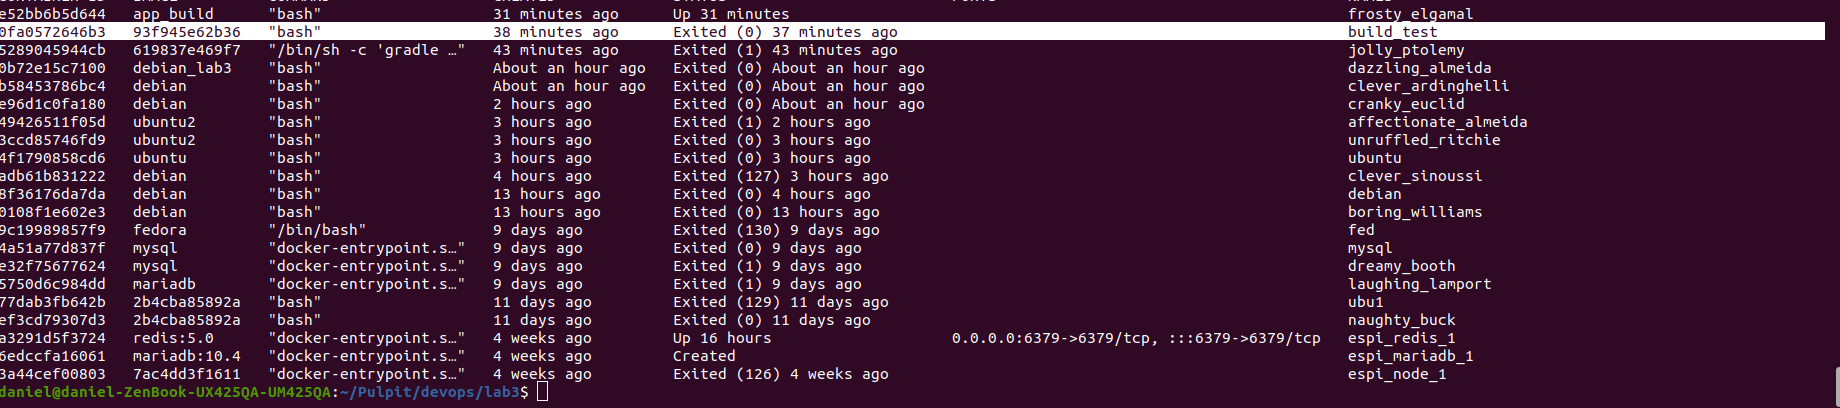 e52bb6b5d644   app_build      "bash"                   31 minutes ago      Up 31 minutes                                                                  frosty_elgamal
0fa0572646b3   93f945e62b36   "bash"                   38 minutes ago      Exited (0) 37 minutes ago                                                  build_test
5289045944cb   619837e469f7   "/bin/sh -c 'gradle …"   43 minutes ago      Exited (1) 43 minutes ago                                                  jolly_ptolemy
0b72e15c7100   debian_lab3    "bash"                   About an hour ago   Exited (0) About an hour ago                                               dazzling_almeida
b58453786bc4   debian         "bash"                   About an hour ago   Exited (0) About an hour ago                                               clever_ardinghelli
e96d1c0fa180   debian         "bash"                   2 hours ago         Exited (0) About an hour ago                                               cranky_euclid
49426511f05d   ubuntu2        "bash"                   3 hours ago         Exited (1) 2 hours ago                                                     affectionate_almeida
3ccd85746fd9   ubuntu2        "bash"                   3 hours ago         Exited (0) 3 hours ago                                                     unruffled_ritchie
4f1790858cd6   ubuntu         "bash"                   3 hours ago         Exited (0) 3 hours ago                                                     ubuntu
adb61b831222   debian         "bash"                   4 hours ago         Exited (127) 3 hours ago                                                   clever_sinoussi
8f36176da7da   debian         "bash"                   13 hours ago        Exited (0) 4 hours ago                                                     debian
0108f1e602e3   debian         "bash"                   13 hours ago        Exited (0) 13 hours ago                                                    boring_williams
9c19989857f9   fedora         "/bin/bash"              9 days ago          Exited (130) 9 days ago                                                    fed
4a51a77d837f   mysql          "docker-entrypoint.s…"   9 days ago          Exited (0) 9 days ago                                                      mysql
e32f75677624   mysql          "docker-entrypoint.s…"   9 days ago          Exited (1) 9 days ago                                                      dreamy_booth
5750d6c984dd   mariadb        "docker-entrypoint.s…"   9 days ago          Exited (1) 9 days ago                                                      laughing_lamport
77dab3fb642b   2b4cba85892a   "bash"                   11 days ago         Exited (129) 11 days ago                                                   ubu1
ef3cd79307d3   2b4cba85892a   "bash"                   11 days ago         Exited (0) 11 days ago                                                     naughty_buck
a3291d5f3724   redis:5.0      "docker-entrypoint.s…"   4 weeks ago         Up 16 hours                    0.0.0.0:6379->6379/tcp, :::6379->6379/tcp   espi_redis_1
6edccfa16061   mariadb:10.4   "docker-entrypoint.s…"   4 weeks ago         Created                                                                    espi_mariadb_1
3a44cef00803   7ac4dd3f1611   "docker-entrypoint.s…"   4 weeks ago         Exited (126) 4 weeks ago                                                   espi_node_1
daniel@daniel-ZenBook-UX425QA-UM425QA:~/Pulpit/devops/lab3$